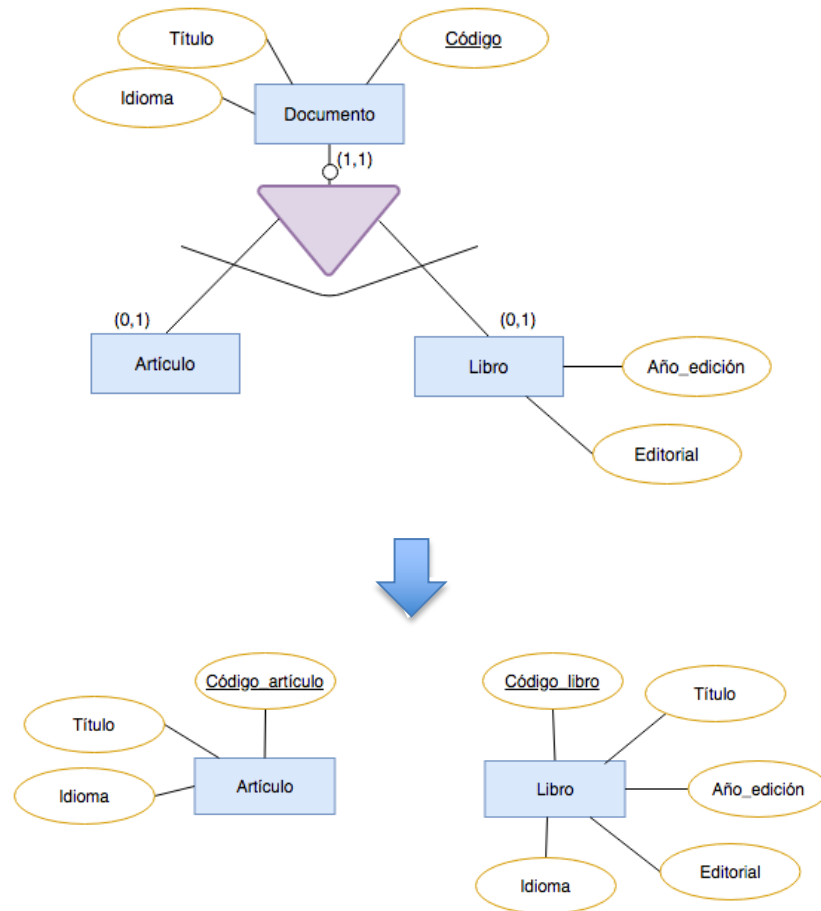 Título
Código
Idioma
Documento
(1,1)
(0,1)
(0,1)
Artículo
Libro
Año_edición
Editorial
Código_artículo
Código_libro
Título
Título
Artículo
Libro
Año_edición
Idioma
Editorial
Idioma